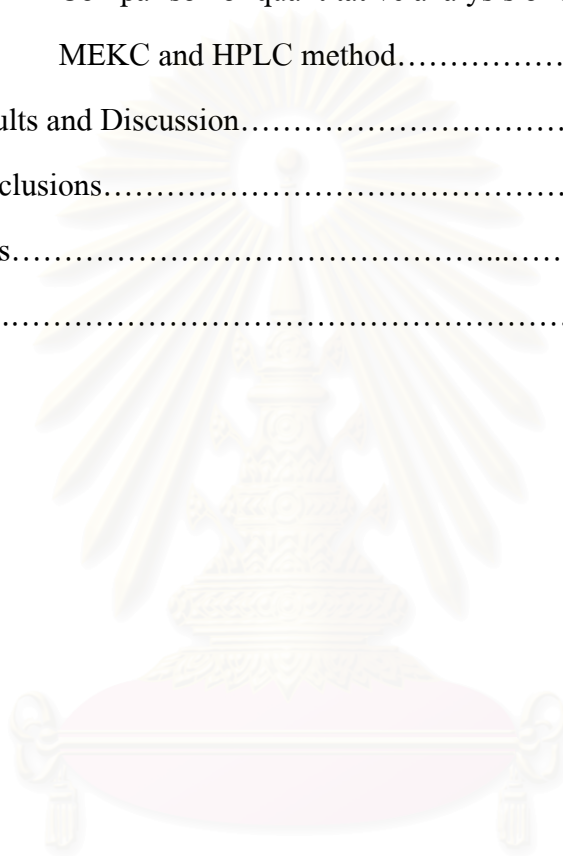 MEKC and HPLC method……………………
ults and Discussion…………………………………
clusions…………………………………………………
s……………………………………………...……
………………………………………………………